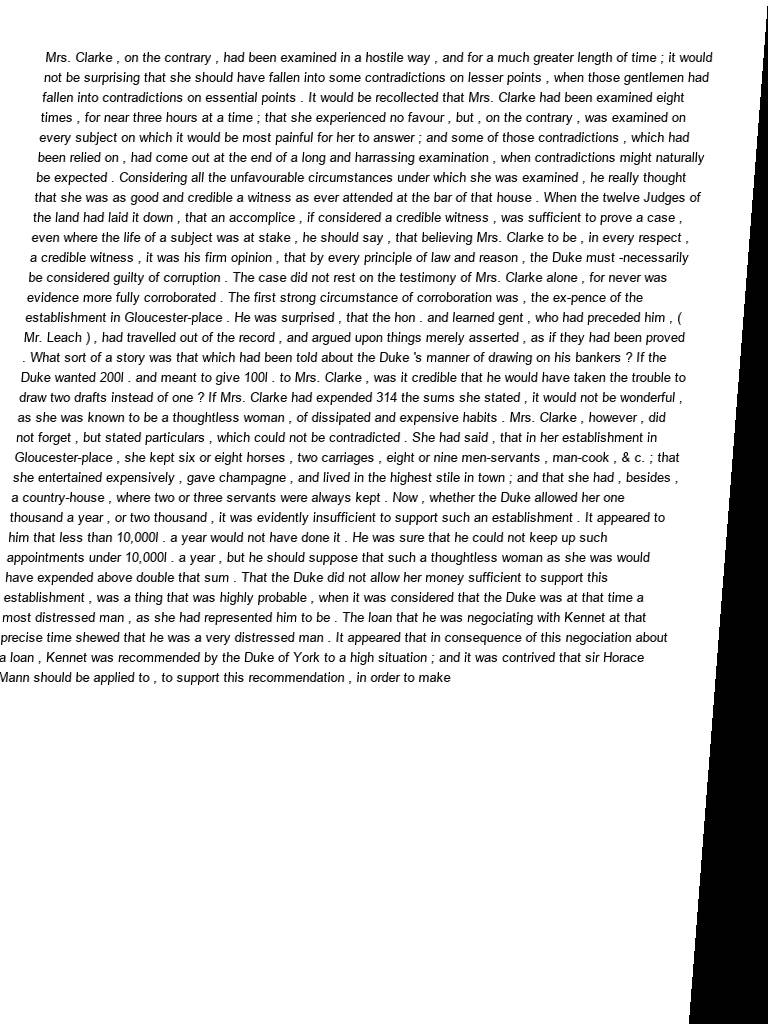 Mrs. Clarke , on the contrary , had been examined in a hostile way , and for a much greater length of time ; it would
not be surprising that she should have fallen into some contradictions on lesser points , when those gentlemen had
fallen into contradictions on essential points . It would be recollected that Mrs. Clarke had been examined eight
times , for near three hours at a time ; that she experienced no favour , but , on the contrary , was examined on
every subject on which it would be most painful for her to answer ; and some of those contradictions , which had
been relied on , had come out at the end of a long and harrassing examination , when contradictions might naturally
be expected . Considering all the unfavourable circumstances under which she was examined , he really thought
that she was as good and credible a witness as ever attended at the bar of that house . When the twelve Judges of
the land had laid it down , that an accomplice , if considered a credible witness , was sufficient to prove a case ,
even where the life of a subject was at stake , he should say , that believing Mrs. Clarke to be , in every respect ,
a credible witness , it was his firm opinion , that by every principle of law and reason , the Duke must -necessarily
be considered guilty of corruption . The case did not rest on the testimony of Mrs. Clarke alone , for never was
evidence more fully corroborated . The first strong circumstance of corroboration was , the ex-pence of the
establishment in Gloucester-place . He was surprised , that the hon . and learned gent , who had preceded him , (
Mr. Leach ) , had travelled out of the record , and argued upon things merely asserted , as if they had been proved
. What sort of a story was that which had been told about the Duke 's manner of drawing on his bankers ? If the
Duke wanted 200l . and meant to give 100l . to Mrs. Clarke , was it credible that he would have taken the trouble to
draw two drafts instead of one ? If Mrs. Clarke had expended 314 the sums she stated , it would not be wonderful ,
as she was known to be a thoughtless woman , of dissipated and expensive habits . Mrs. Clarke , however , did
not forget , but stated particulars , which could not be contradicted . She had said , that in her establishment in
Gloucester-place , she kept six or eight horses , two carriages , eight or nine men-servants , man-cook , & c. ; that
she entertained expensively , gave champagne , and lived in the highest stile in town ; and that she had , besides ,
a country-house , where two or three servants were always kept . Now , whether the Duke allowed her one
thousand a year , or two thousand , it was evidently insufficient to support such an establishment . It appeared to
him that less than 10,000l . a year would not have done it . He was sure that he could not keep up such
appointments under 10,000l . a year , but he should suppose that such a thoughtless woman as she was would
have expended above double that sum . That the Duke did not allow her money sufficient to support this
establishment , was a thing that was highly probable , when it was considered that the Duke was at that time a
most distressed man , as she had represented him to be . The loan that he was negociating with Kennet at that
precise time shewed that he was a very distressed man . It appeared that in consequence of this negociation about
a loan , Kennet was recommended by the Duke of York to a high situation ; and it was contrived that sir Horace
Mann should be applied to , to support this recommendation , in order to make